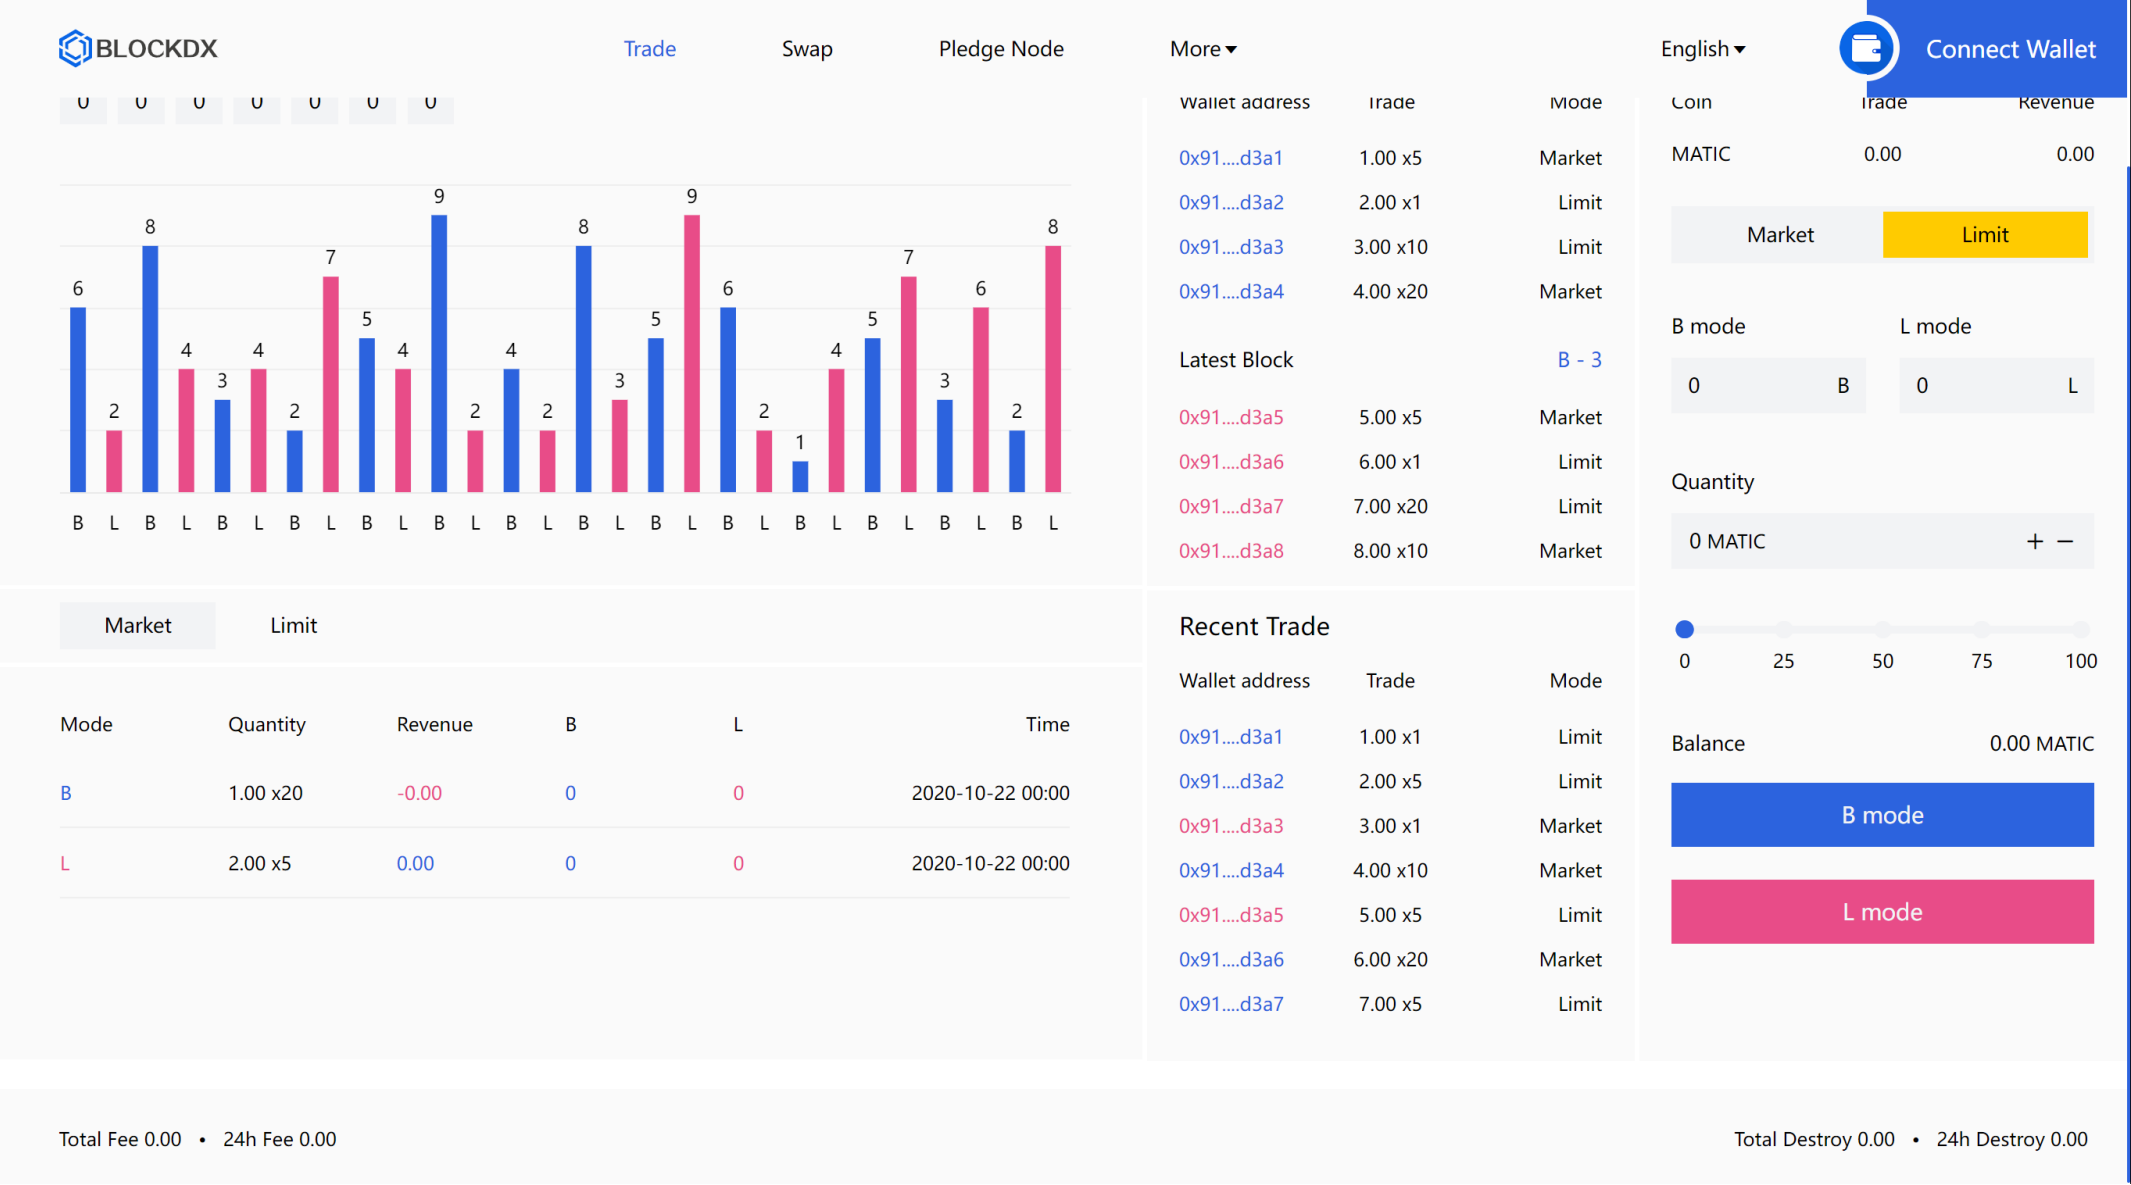 BLOCKDX
Trade Swap Pledge Node More English Connect Wallet
0 0 0 0 0 0 0
6 2 8 4 3 4 2 7 5 4 9 2 4 2 8 3 5 9 6 2 1 4 5 7 3 6 2 8
B L B L B L B L B L B L B L B L B L B L B L B L B L B L
Market Limit
Mode Quantity Revenue B L Time
B 1.00 x20 -0.00 0 0 2020-10-22 00:00
L 2.00 x5 0.00 0 0 2020-10-22 00:00
Wallet address Trade Mode
0x91....d3a1 1.00 x5 Market
0x91....d3a2 2.00 x1 Limit
0x91....d3a3 3.00 x10 Limit
0x91....d3a4 4.00 x20 Market
Latest Block B - 3
0x91....d3a5 5.00 x5 Market
0x91....d3a6 6.00 x1 Limit
0x91....d3a7 7.00 x20 Limit
0x91....d3a8 8.00 x10 Market
Recent Trade
Wallet address Trade Mode
0x91....d3a1 1.00 x1 Limit
0x91....d3a2 2.00 x5 Limit
0x91....d3a3 3.00 x1 Market
0x91....d3a4 4.00 x10 Market
0x91....d3a5 5.00 x5 Limit
0x91....d3a6 6.00 x20 Market
0x91....d3a7 7.00 x5 Limit
Coin Trade Revenue
MATIC 0.00 0.00
Market Limit
B mode L mode
0 B 0 L
Quantity
0 MATIC + −
0 25 50 75 100
Balance 0.00 MATIC
B mode
L mode
Total Fee 0.00 • 24h Fee 0.00
Total Destroy 0.00 • 24h Destroy 0.00